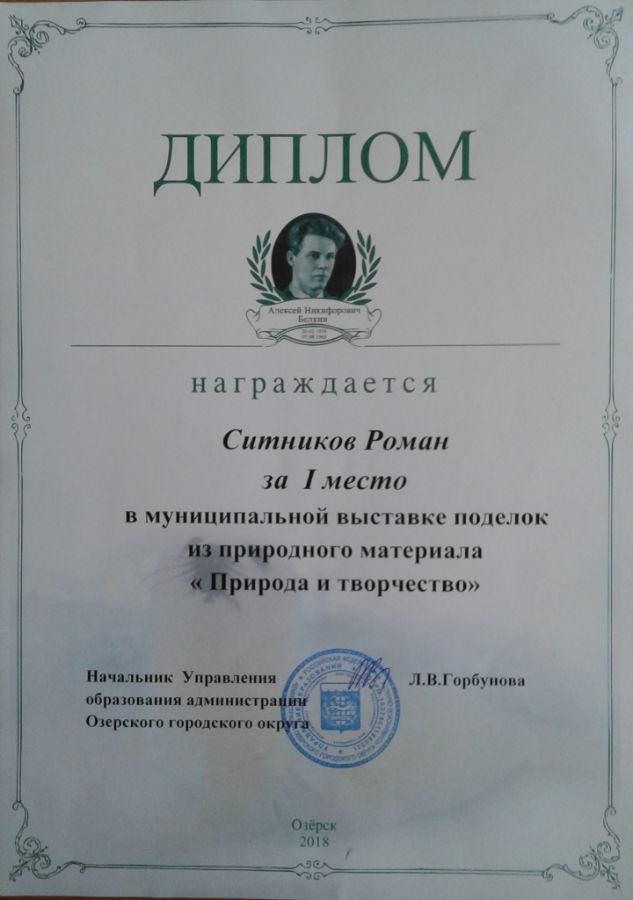 ДИПЛОМ
Алексей Никифорович
Белкин
награждается
Ситников Роман
за I место
в муниципальной выставке поделок
из природного материала
« Природа и творчество»
Начальник Управления
образования администрации
Озерского городского округа
Л.В.Горбунова
Озёрск
2018